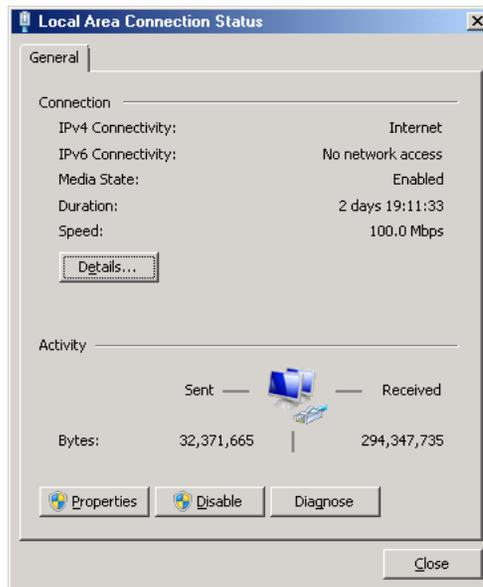 Local Area Connection Status
General
Connection
IPv4 Connectivity: Internet
IPv6 Connectivity: No network access
Media State: Enabled
Duration: 2 days 19:11:33
Speed: 100.0 Mbps
Details...
Activity
Sent Received
Bytes: 32,371,665 294,347,735
Properties Disable Diagnose
Close